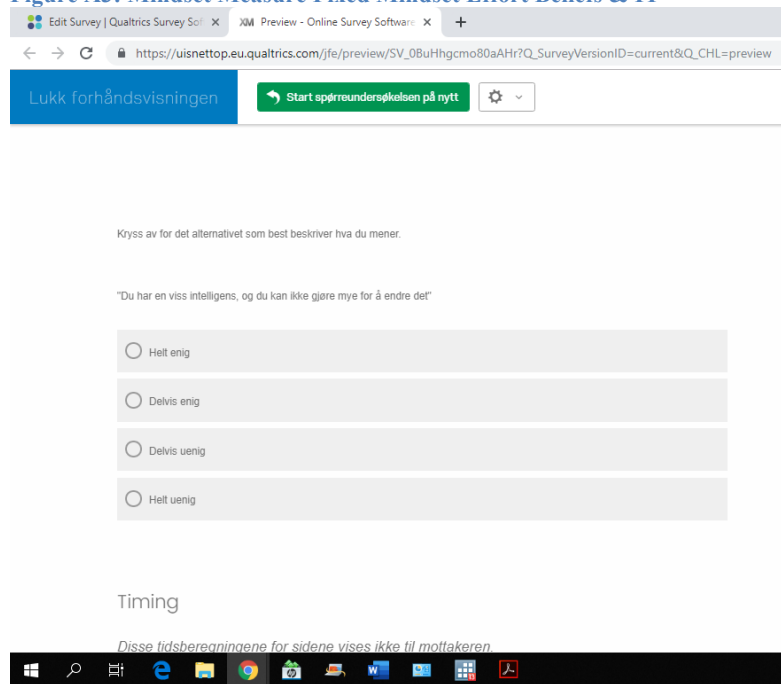 Figure A3: Mindset Measure Fixed Mindset Effort Beliefs &
Edit Survey | Qualtrics Survey Sof
Preview - Online Survey Software
https://uisnettop.eu.qualtrics.com/jfe/preview/SV_0BuHhgcmo80aAHr?Q_SurveyVersionID=current&Q_CHL=preview
Lukk forhåndsvisningen
Start spørreundersøkelsen på nytt
Kryss av for det alternativet som best beskriver hva du mener.
"Du har en viss intelligens, og du kan ikke gjøre mye for å endre det"
Helt enig
Delvis enig
Delvis uenig
Helt uenig
Timing
Disse tidsberegningene for sidene vises ikke til mottakeren.